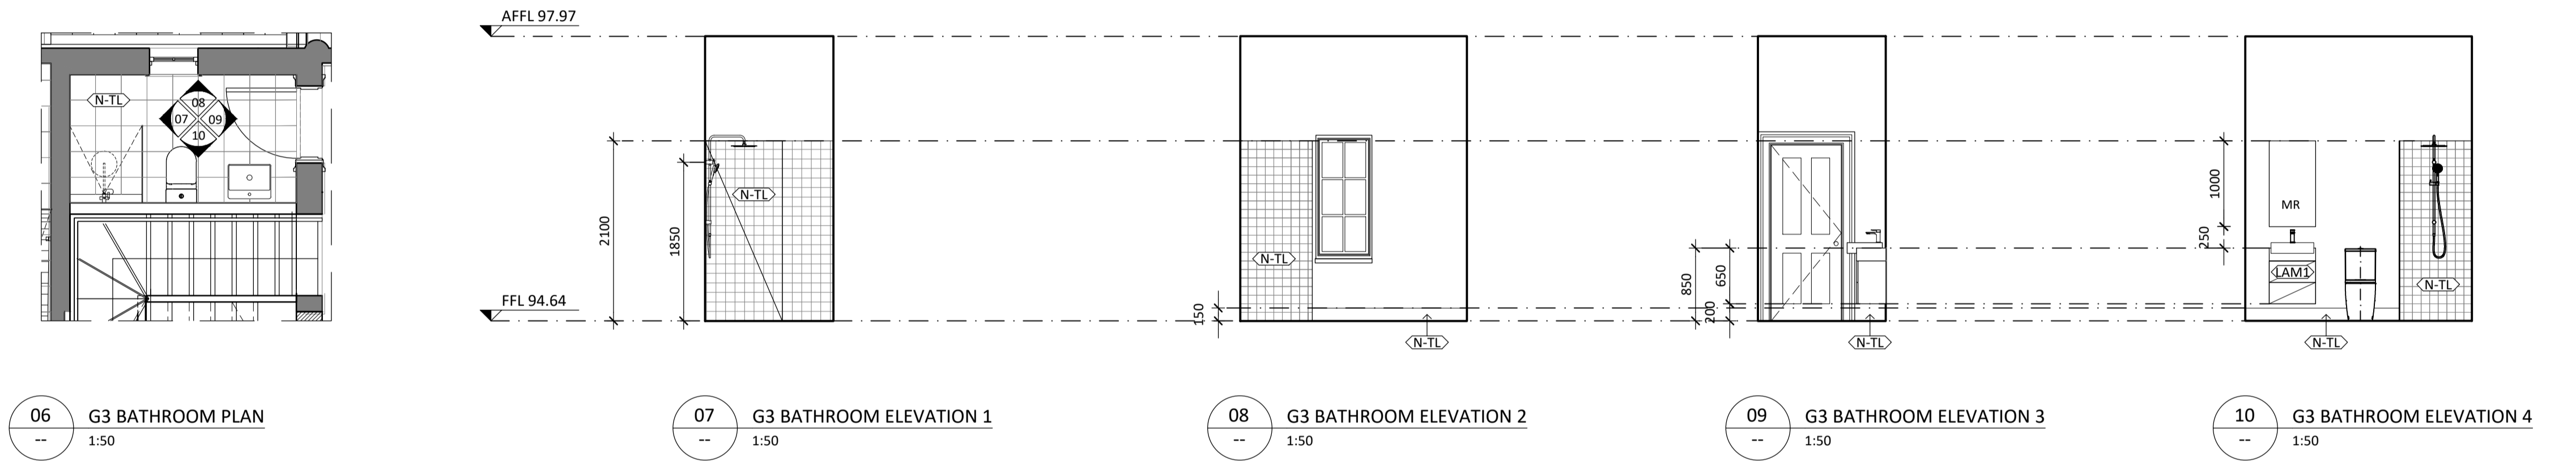 AFFL 97.97
FFL 94.64
N-TL
08
07
09
10
2100
1850
N-TL
150
N-TL
N-TL
850
650
200
N-TL
1000
250
MR
LAM1
N-TL
N-TL
06
--
G3 BATHROOM PLAN
1:50
07
--
G3 BATHROOM ELEVATION 1
1:50
08
--
G3 BATHROOM ELEVATION 2
1:50
09
--
G3 BATHROOM ELEVATION 3
1:50
10
--
G3 BATHROOM ELEVATION 4
1:50